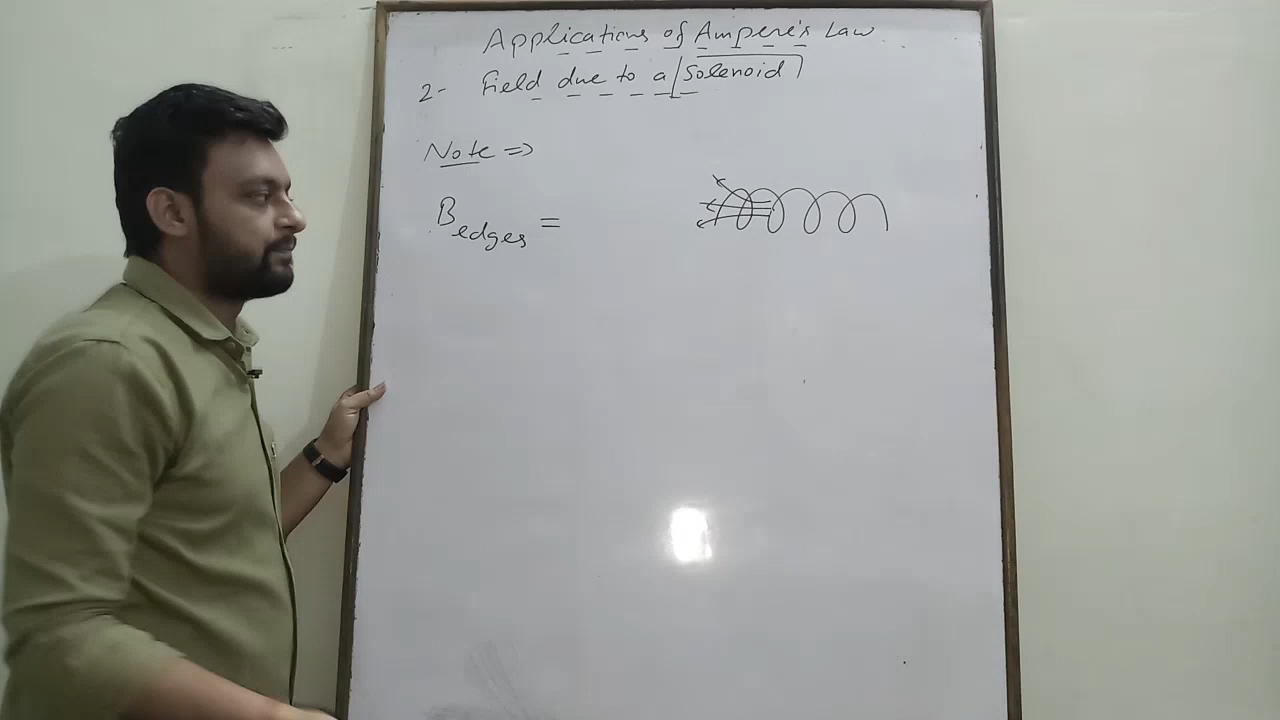 Applications of Ampere's Law
2- Field due to a Solenoid
Note =>
B edges =